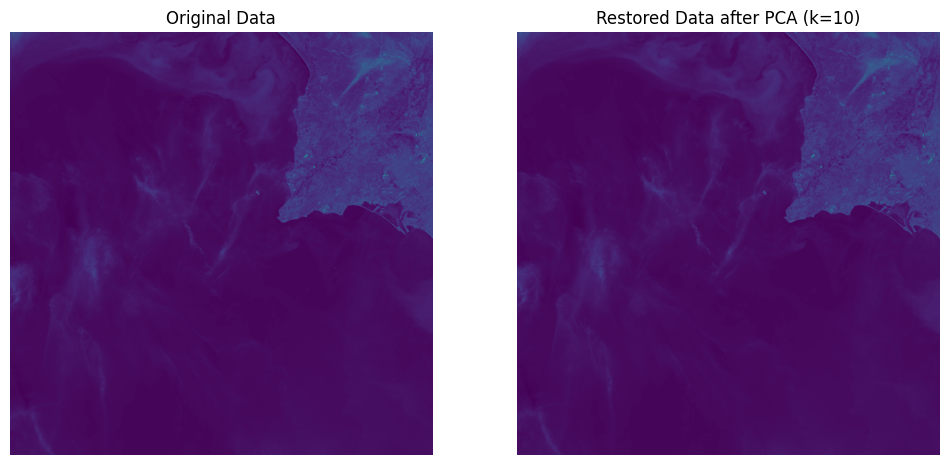 Original Data
Restored Data after PCA (k=10)